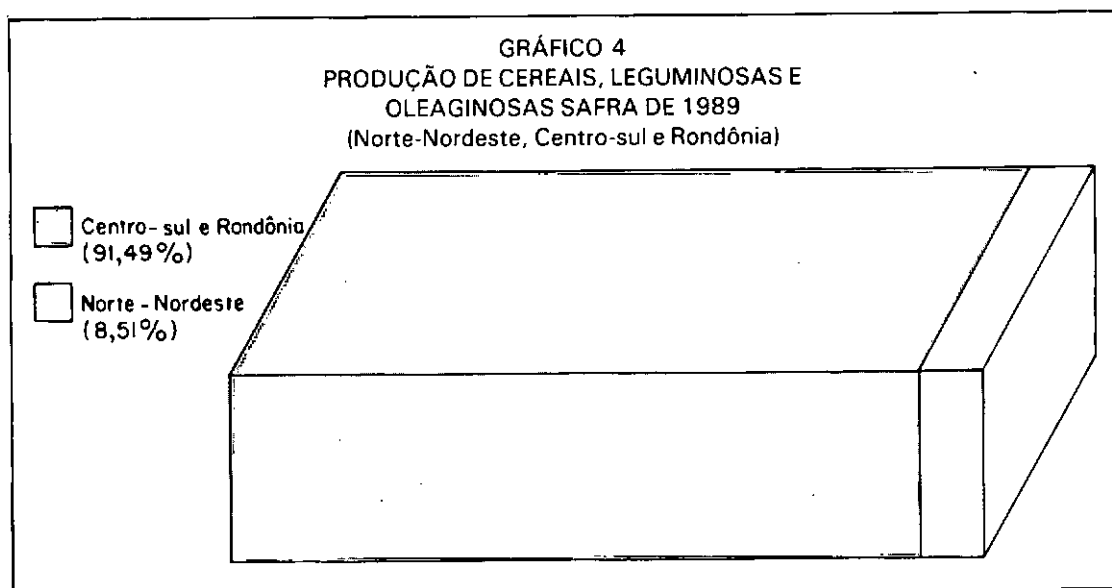 GRÁFICO 4
PRODUÇÃO DE CEREAIS, LEGUMINOSAS E
OLEAGINOSAS SAFRA DE 1989
(Norte-Nordeste, Centro-sul e Rondônia)
Centro-sul e Rondônia
(91,49%)
Norte-Nordeste
(8,51%)